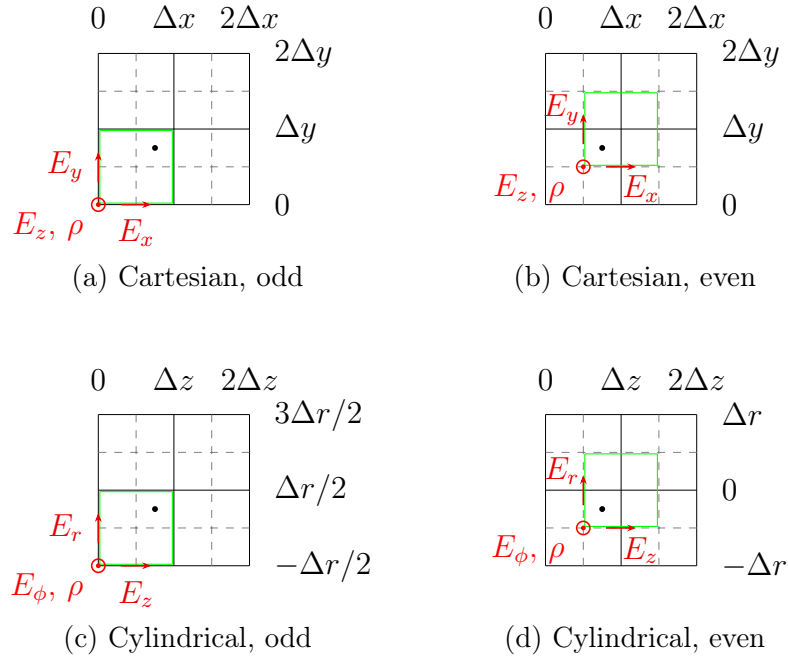 0 Δx 2Δx
2Δy
Δy
0
E_y
E_z, ρ
E_x
(a) Cartesian, odd
0 Δx 2Δx
2Δy
Δy
0
E_y
E_z, ρ
E_x
(b) Cartesian, even
0 Δz 2Δz
3Δr/2
Δr/2
−Δr/2
E_r
E_ϕ, ρ
E_z
(c) Cylindrical, odd
0 Δz 2Δz
Δr
0
−Δr
E_r
E_ϕ, ρ
E_z
(d) Cylindrical, even